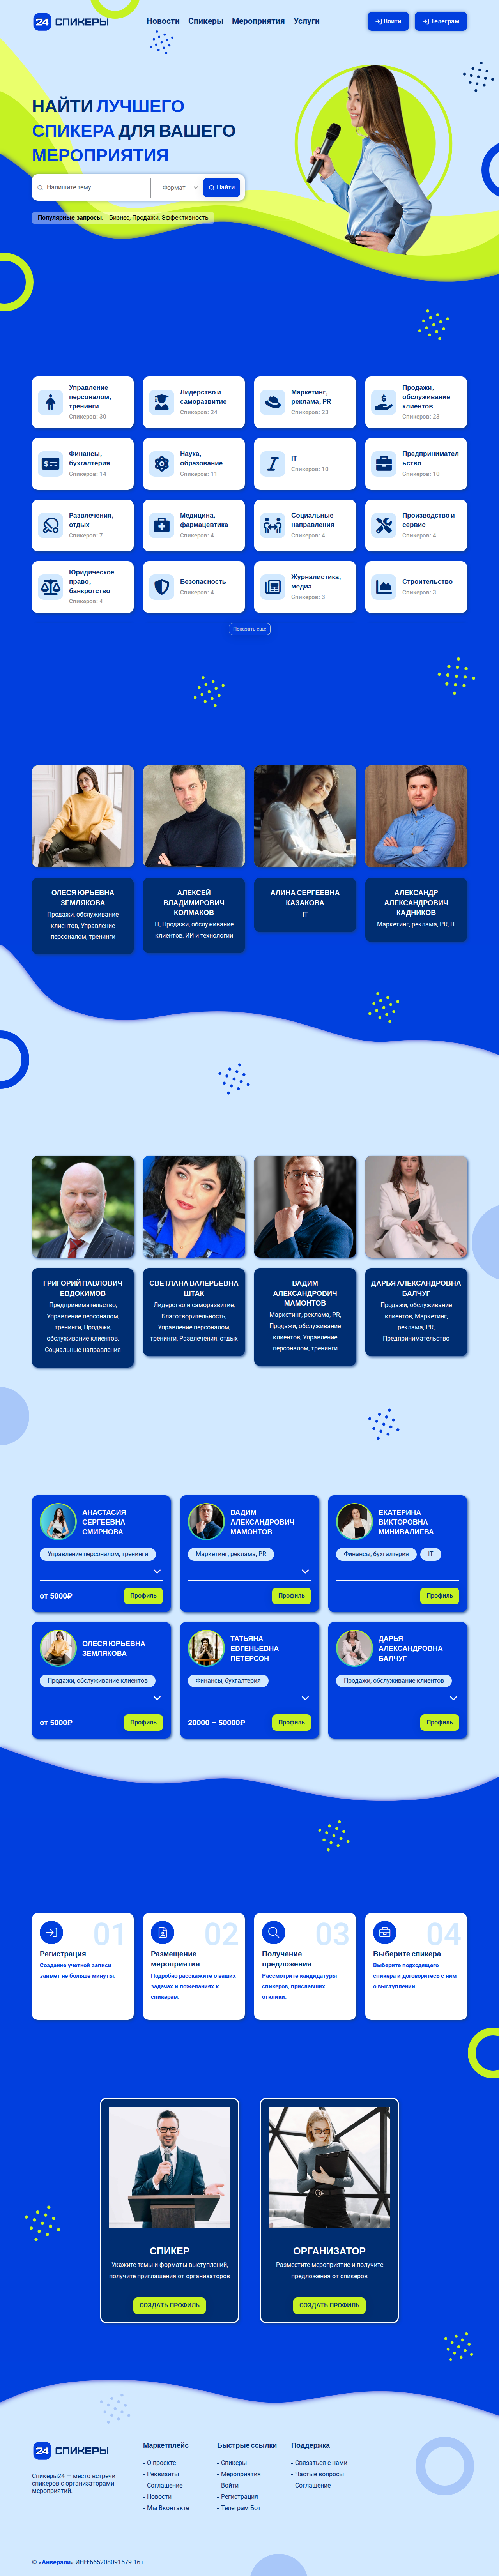 24 СПИКЕРЫ
Новости Спикеры Мероприятия Услуги
Войти
Телеграм
НАЙТИ ЛУЧШЕГО
СПИКЕРА ДЛЯ ВАШЕГО
МЕРОПРИЯТИЯ
Напишите тему...
Формат
Найти
Популярные запросы: Бизнес, Продажи, Эффективность
Управление
персоналом,
тренинги
Спикеров: 30
Лидерство и
саморазвитие
Спикеров: 24
Маркетинг,
реклама, PR
Спикеров: 23
Продажи,
обслуживание
клиентов
Спикеров: 23
Финансы,
бухгалтерия
Спикеров: 14
Наука,
образование
Спикеров: 11
IT
Спикеров: 10
Предпринимател
ьство
Спикеров: 10
Развлечения,
отдых
Спикеров: 7
Медицина,
фармацевтика
Спикеров: 4
Социальные
направления
Спикеров: 4
Производство и
сервис
Спикеров: 4
Юридическое
право,
банкротство
Спикеров: 4
Безопасность
Спикеров: 4
Журналистика,
медиа
Спикеров: 3
Строительство
Спикеров: 3
Показать ещё
ОЛЕСЯ ЮРЬЕВНА
ЗЕМЛЯКОВА
Продажи, обслуживание
клиентов, Управление
персоналом, тренинги
АЛЕКСЕЙ
ВЛАДИМИРОВИЧ
КОЛМАКОВ
IT, Продажи, обслуживание
клиентов, ИИ и технологии
АЛИНА СЕРГЕЕВНА
КАЗАКОВА
IT
АЛЕКСАНДР
АЛЕКСАНДРОВИЧ
КАДНИКОВ
Маркетинг, реклама, PR, IT
ГРИГОРИЙ ПАВЛОВИЧ
ЕВДОКИМОВ
Предпринимательство,
Управление персоналом,
тренинги, Продажи,
обслуживание клиентов,
Социальные направления
СВЕТЛАНА ВАЛЕРЬЕВНА
ШТАК
Лидерство и саморазвитие,
Благотворительность,
Управление персоналом,
тренинги, Развлечения, отдых
ВАДИМ
АЛЕКСАНДРОВИЧ
МАМОНТОВ
Маркетинг, реклама, PR,
Продажи, обслуживание
клиентов, Управление
персоналом, тренинги
ДАРЬЯ АЛЕКСАНДРОВНА
БАЛЧУГ
Продажи, обслуживание
клиентов, Маркетинг,
реклама, PR,
Предпринимательство
АНАСТАСИЯ
СЕРГЕЕВНА
СМИРНОВА
Управление персоналом, тренинги
от 5000₽
Профиль
ВАДИМ
АЛЕКСАНДРОВИЧ
МАМОНТОВ
Маркетинг, реклама, PR
Профиль
ЕКАТЕРИНА
ВИКТОРОВНА
МИНИВАЛИЕВА
Финансы, бухгалтерия IT
Профиль
ОЛЕСЯ ЮРЬЕВНА
ЗЕМЛЯКОВА
Продажи, обслуживание клиентов
от 5000₽
Профиль
ТАТЬЯНА
ЕВГЕНЬЕВНА
ПЕТЕРСОН
Финансы, бухгалтерия
20000 – 50000₽
Профиль
ДАРЬЯ
АЛЕКСАНДРОВНА
БАЛЧУГ
Продажи, обслуживание клиентов
Профиль
01
Регистрация
Создание учетной записи
займёт не больше минуты.
02
Размещение
мероприятия
Подробно расскажите о ваших
задачах и пожеланиях к
спикерам.
03
Получение
предложения
Рассмотрите кандидатуры
спикеров, приславших
отклики.
04
Выберите спикера
Выберите подходящего
спикера и договоритесь с ним
о выступлении.
СПИКЕР
Укажите темы и форматы выступлений,
получите приглашения от организаторов
СОЗДАТЬ ПРОФИЛЬ
ОРГАНИЗАТОР
Разместите мероприятие и получите
предложения от спикеров
СОЗДАТЬ ПРОФИЛЬ
24 СПИКЕРЫ
Спикеры24 — место встречи
спикеров с организаторами
мероприятий.
Маркетплейс
- О проекте
- Реквизиты
- Соглашение
- Новости
- Мы Вконтакте
Быстрые ссылки
- Спикеры
- Мероприятия
- Войти
- Регистрация
- Телеграм Бот
Поддержка
- Связаться с нами
- Частые вопросы
- Соглашение
© «Анверали» ИНН:665208091579 16+